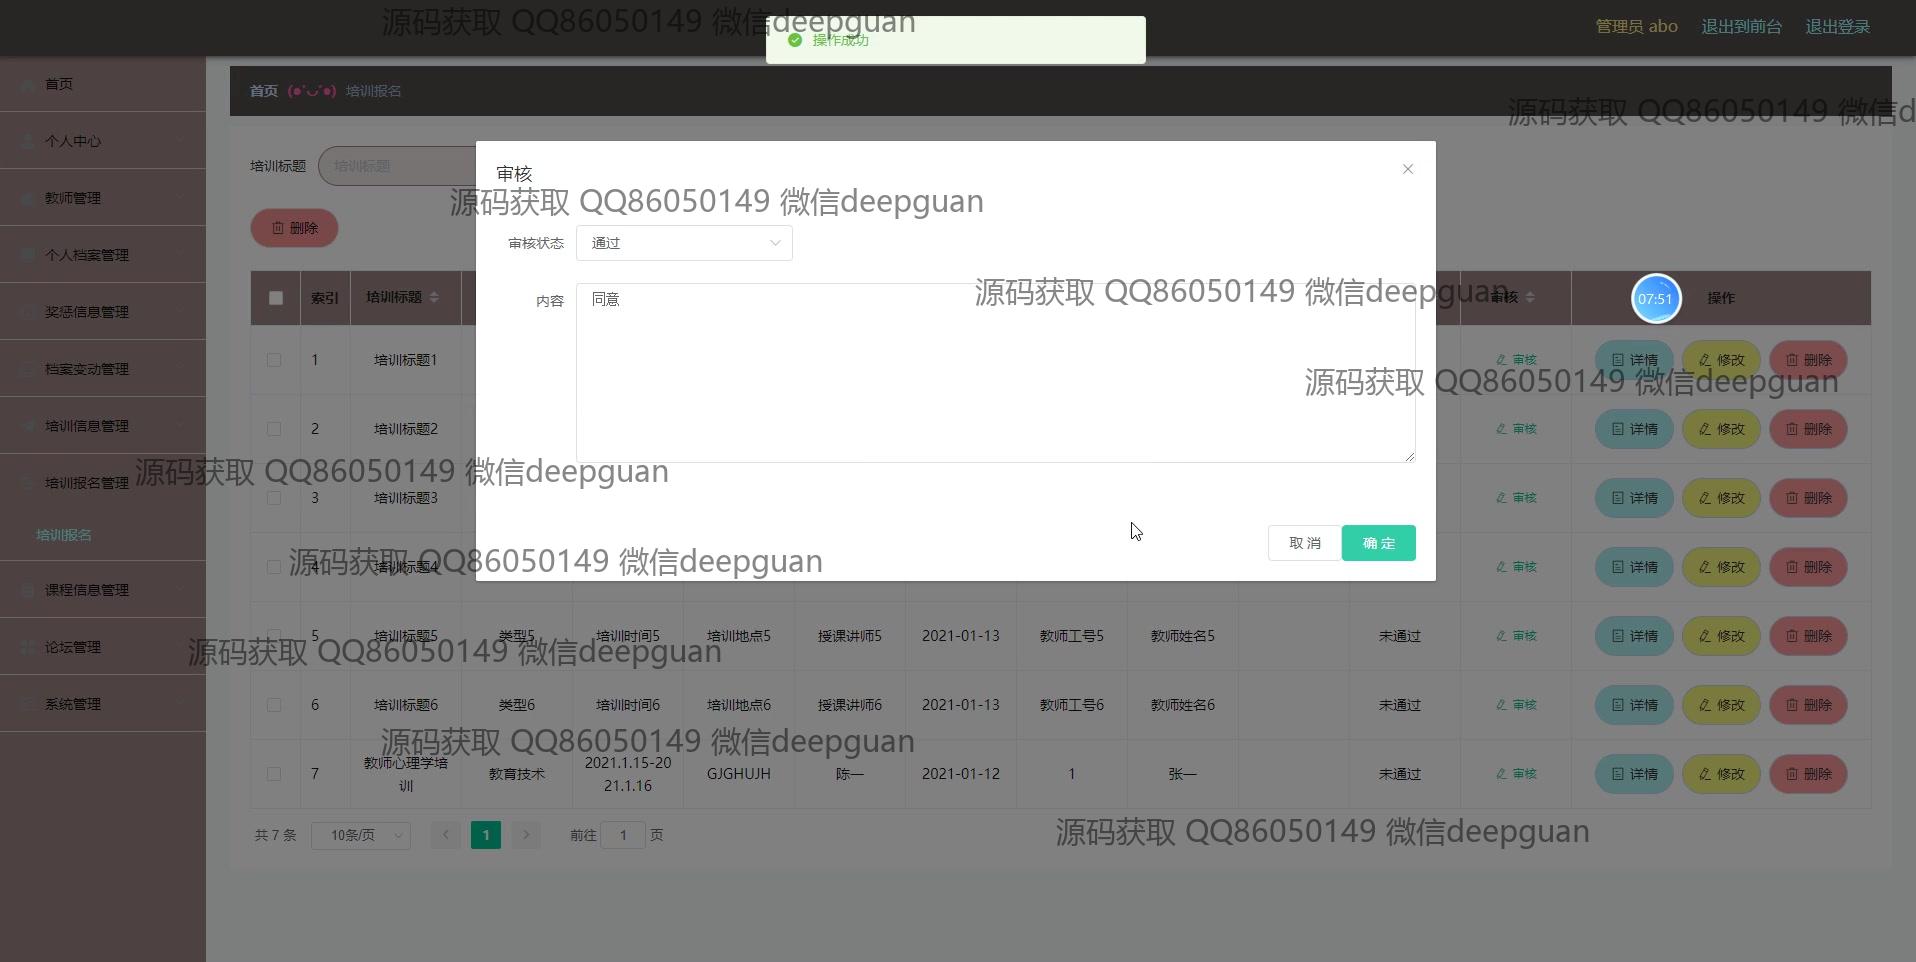 源码获取 QQ86050149 微信deepguan
操作成功
管理员 abo 退出到前台 退出登录
首页
首页 (●'◡'●) 培训报名
源码获取 QQ86050149 微信d
个人中心
审核
培训标题 培训标题
教师管理
源码获取 QQ86050149 微信deepguan
删除
审核状态 通过
个人档案管理
源码获取 QQ86050149 微信deepguan
索引 培训标题 审核 07:51 操作
内容 同意
奖惩信息管理
1 培训标题1 审核 详情 修改 删除
档案变动管理
源码获取 QQ86050149 微信deepguan
培训信息管理
2 培训标题2 审核 详情 修改 删除
源码获取 QQ86050149 微信deepguan
培训报名管理
3 培训标题3 审核 详情 修改 删除
培训报名
取消 确定
源码获取 QQ86050149 微信deepguan
4 培训标题4 审核 详情 修改 删除
课程信息管理
5 培训标题5 类型5 培训时间5 培训地点5 授课讲师5 2021-01-13 教师工号5 教师姓名5 未通过 审核 详情 修改 删除
论坛管理
源码获取 QQ86050149 微信deepguan
系统管理
6 培训标题6 类型6 培训时间6 培训地点6 授课讲师6 2021-01-13 教师工号6 教师姓名6 未通过 审核 详情 修改 删除
源码获取 QQ86050149 微信deepguan
7 教师心理学培 教育技术 2021.1.15-20 GJGHUJH 陈一 2021-01-12 1 张一 未通过 审核 详情 修改 删除
训 21.1.16
共 7 条 10条/页 1 前往 1 页
源码获取 QQ86050149 微信deepguan